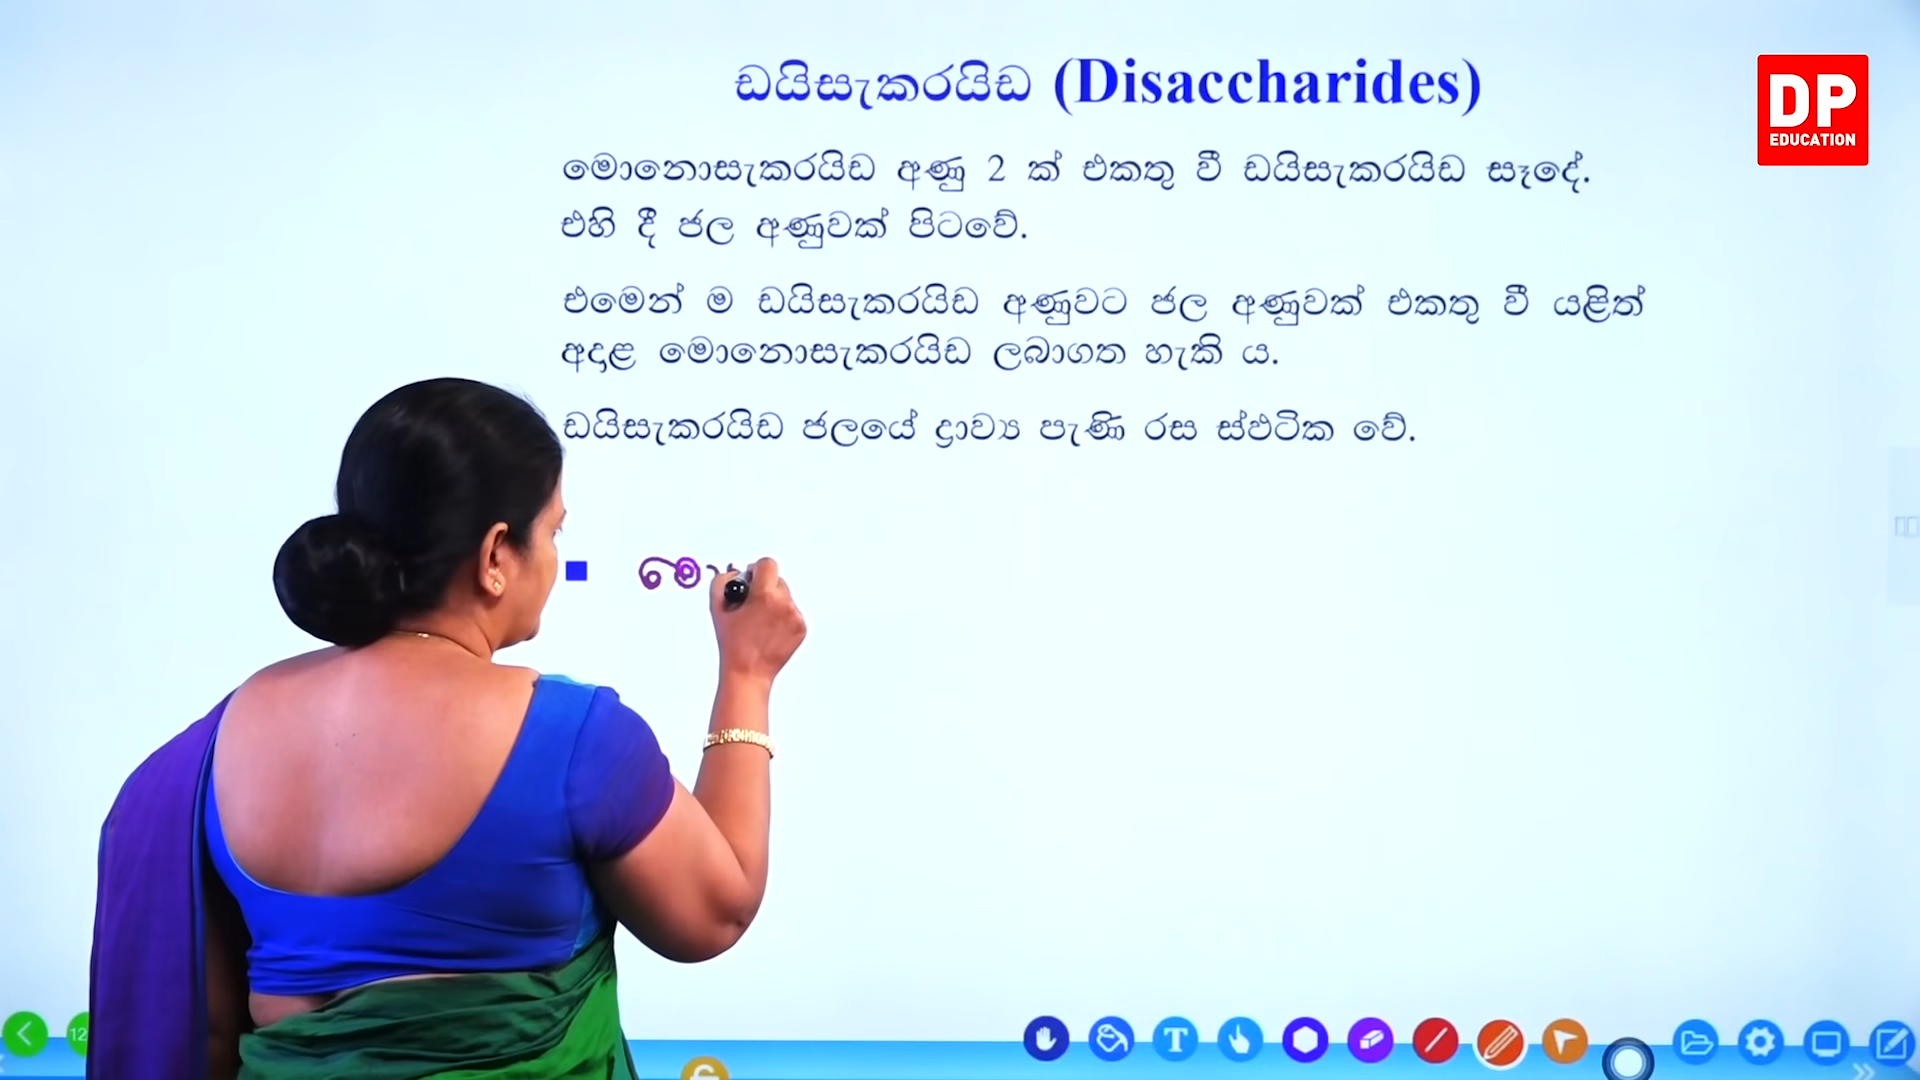 ඩයිසැකරයිඩ (Disaccharides)
DP
EDUCATION
මොනොසැකරයිඩ අණු 2 ක් එකතු වී ඩයිසැකරයිඩ සෑදේ.
එහි දී ජල අණුවක් පිටවේ.
එමෙන් ම ඩයිසැකරයිඩ අණුවට ජල අණුවක් එකතු වී යළිත්
අදාළ මොනොසැකරයිඩ ලබාගත හැකි ය.
ඩයිසැකරයිඩ ජලයේ ද්‍රාව්‍ය පැණි රස ස්ඵටික වේ.
12